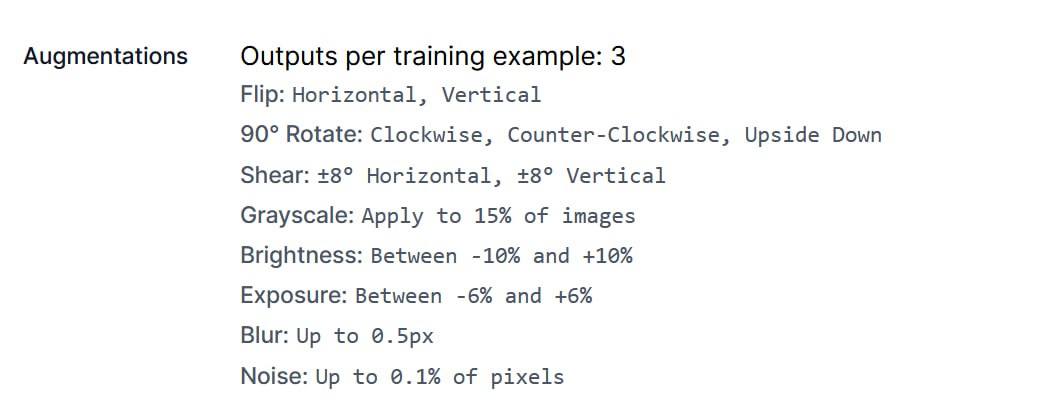 Augmentations
Outputs per training example: 3
Flip: Horizontal, Vertical
90° Rotate: Clockwise, Counter-Clockwise, Upside Down
Shear: ±8° Horizontal, ±8° Vertical
Grayscale: Apply to 15% of images
Brightness: Between -10% and +10%
Exposure: Between -6% and +6%
Blur: Up to 0.5px
Noise: Up to 0.1% of pixels